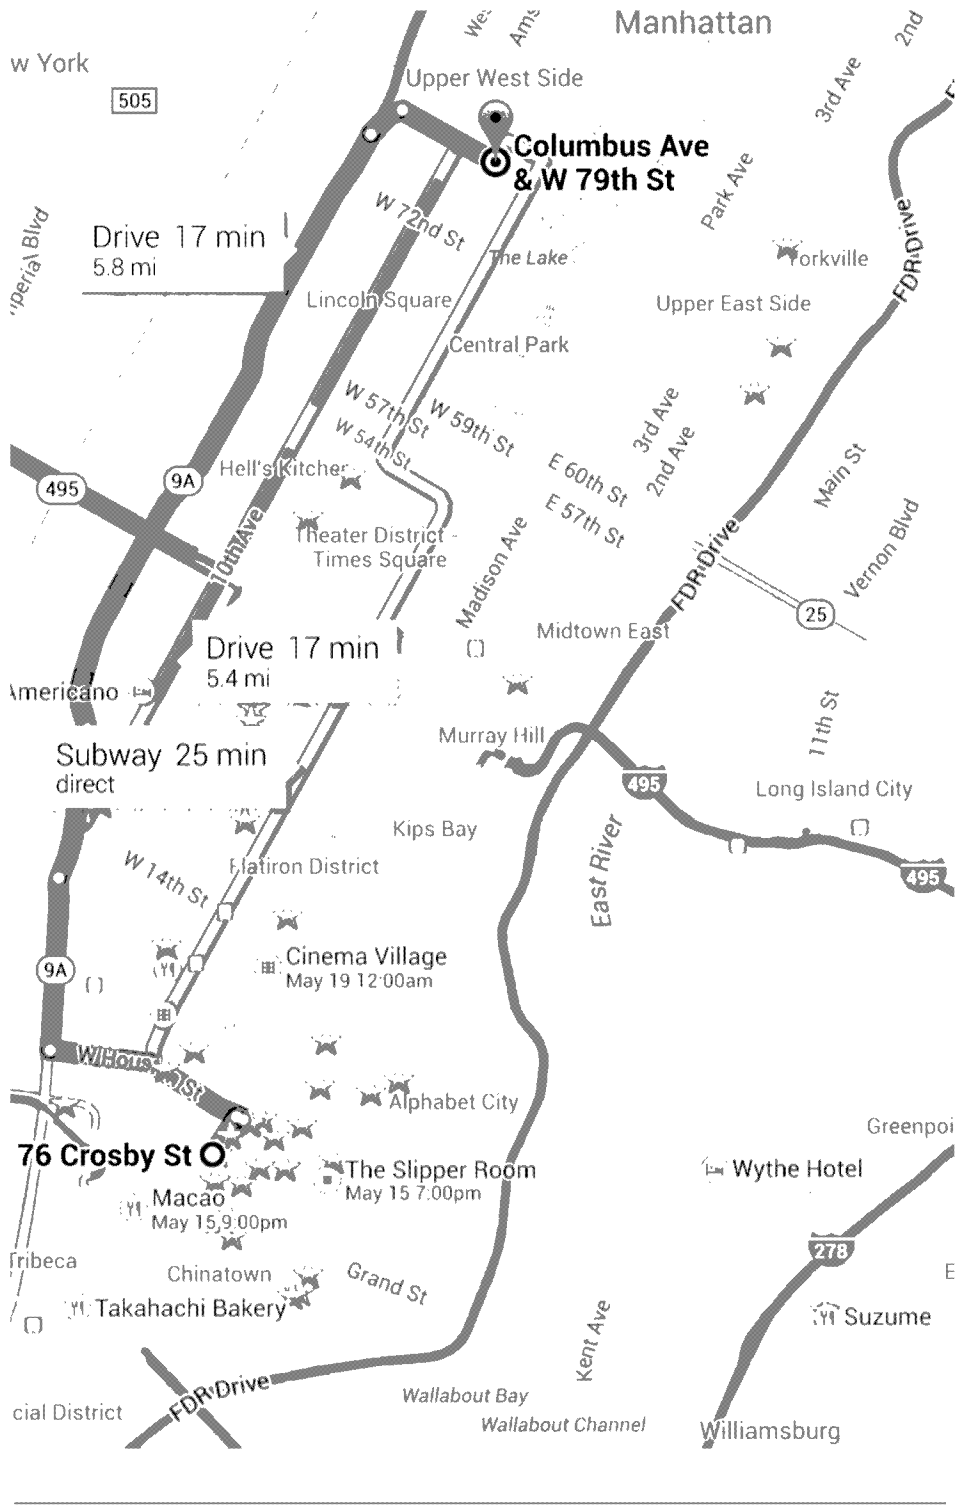 Manhattan
w York
505
Upper West Side
2nd
3rd Ave
Columbus Ave
& W 79th St
Park Ave
W 72nd St
Drive 17 min
5.8 mi
The Lake
Yorkville
FDR Drive
Lincoln Square
Upper East Side
Central Park
W 57th St
W 59th St
W 54th St
3rd Ave
2nd Ave
Hell's Kitchen
9A
495
E 60th St
E 57th St
Main St
10th Ave
Theater District -
Times Square
Madison Ave
Vernon Blvd
FDR Drive
25
Drive 17 min
5.4 mi
Midtown East
Americano
Murray Hill
11th St
Subway 25 min
direct
495
Long Island City
Kips Bay
W 14th St
Flatiron District
East River
495
Cinema Village
May 19 12:00am
9A
W Houston St
Alphabet City
Greenpoi
76 Crosby St
The Slipper Room
May 15 7:00pm
Wythe Hotel
Macao
May 15, 9:00pm
278
Tribeca
Chinatown
Grand St
Takahachi Bakery
Suzume
Kent Ave
FDR Drive
cial District
Wallabout Bay
Wallabout Channel
Williamsburg